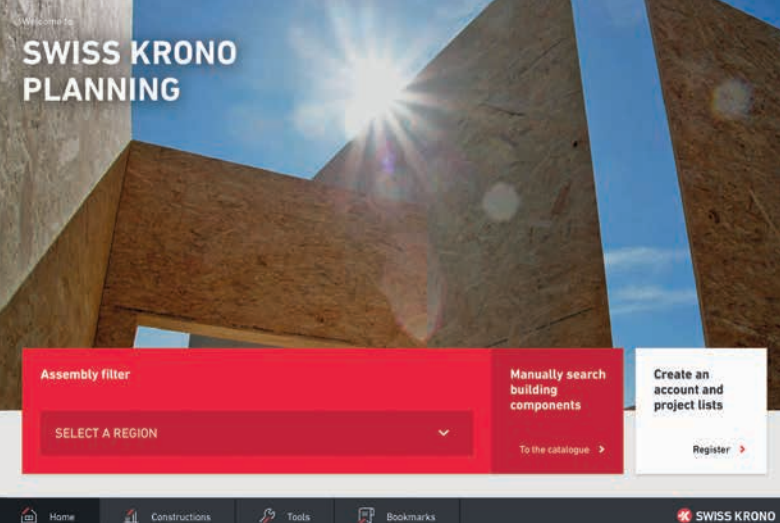 Welcome to
SWISS KRONO
PLANNING
Assembly filter
SELECT A REGION
Manually search
building
components
To the catalogue
Create an
account and
project lists
Register
Home
Constructions
Tools
Bookmarks
SWISS KRONO